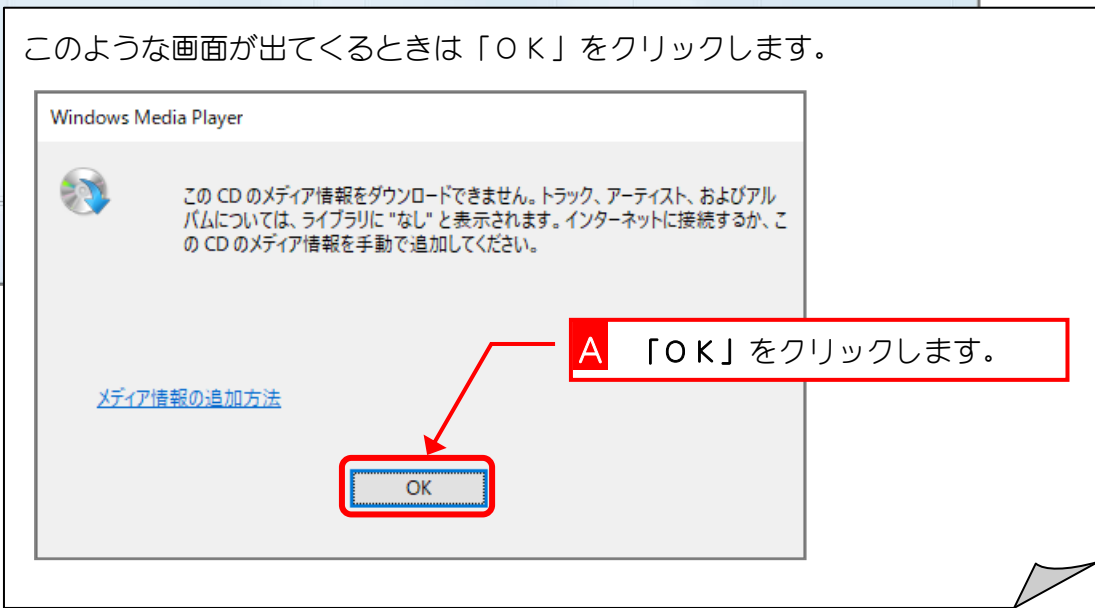 このような画面が出てくるときは「ＯＫ」をクリックします。
Windows Media Player
この CD のメディア情報をダウンロードできません。トラック、アーティスト、およびアル
バムについては、ライブラリに "なし" と表示されます。インターネットに接続するか、こ
の CD のメディア情報を手動で追加してください。
A 「ＯＫ」をクリックします。
メディア情報の追加方法
OK